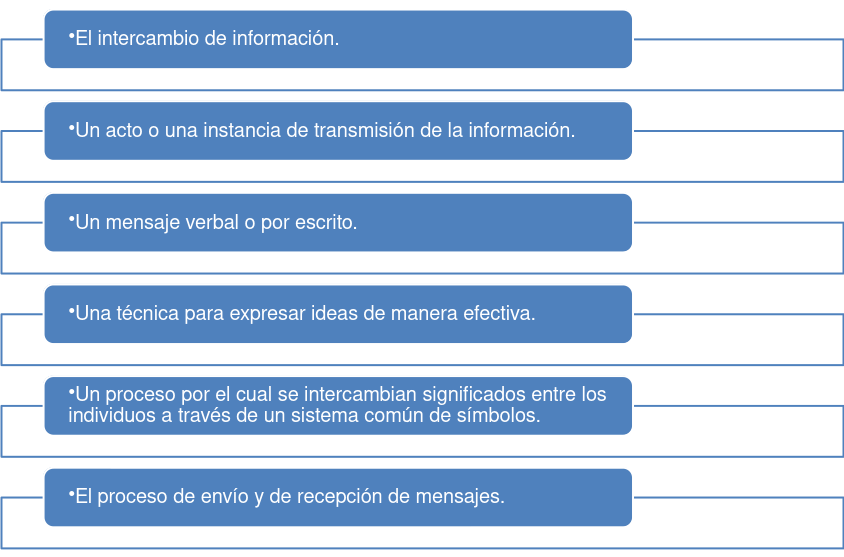 •El intercambio de información.
•Un acto o una instancia de transmisión de la información.
•Un mensaje verbal o por escrito.
•Una técnica para expresar ideas de manera efectiva.
•Un proceso por el cual se intercambian significados entre los
individuos a través de un sistema común de símbolos.
•El proceso de envío y de recepción de mensajes.